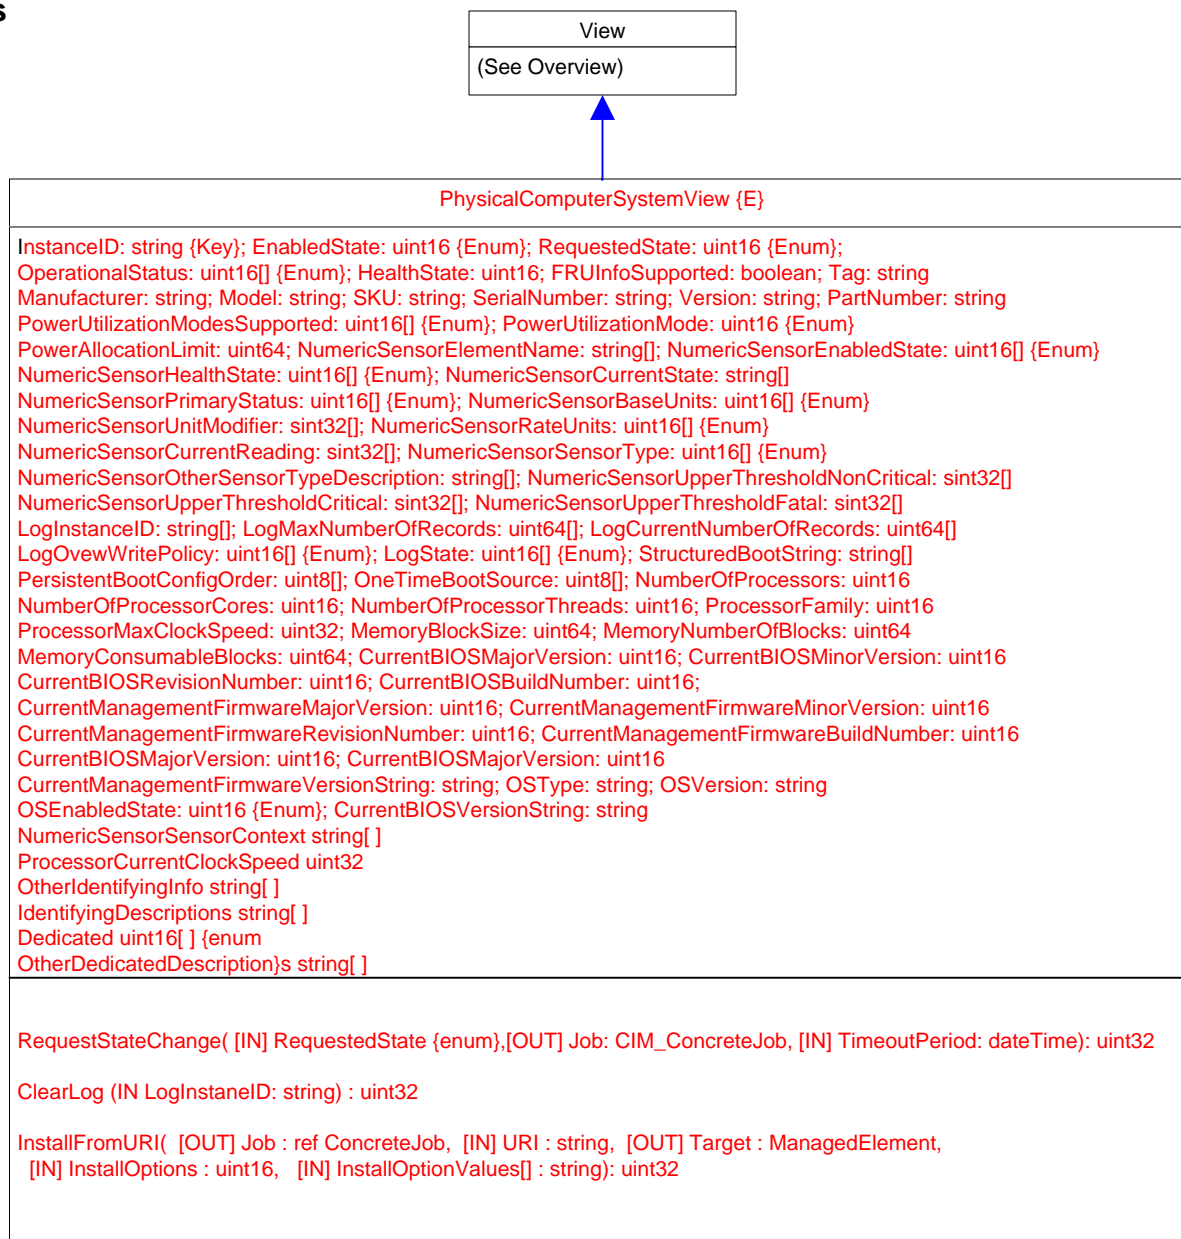 s
View
(See Overview)
PhysicalComputerSystemView {E}
InstanceID: string {Key}; EnabledState: uint16 {Enum}; RequestedState: uint16 {Enum};
OperationalStatus: uint16[] {Enum}; HealthState: uint16; FRUInfoSupported: boolean; Tag: string
Manufacturer: string; Model: string; SKU: string; SerialNumber: string; Version: string; PartNumber: string
PowerUtilizationModesSupported: uint16[] {Enum}; PowerUtilizationMode: uint16 {Enum}
PowerAllocationLimit: uint64; NumericSensorElementName: string[]; NumericSensorEnabledState: uint16[] {Enum}
NumericSensorHealthState: uint16[] {Enum}; NumericSensorCurrentState: string[]
NumericSensorPrimaryStatus: uint16[] {Enum}; NumericSensorBaseUnits: uint16[] {Enum}
NumericSensorUnitModifier: sint32[]; NumericSensorRateUnits: uint16[] {Enum}
NumericSensorCurrentReading: sint32[]; NumericSensorSensorType: uint16[] {Enum}
NumericSensorOtherSensorTypeDescription: string[]; NumericSensorUpperThresholdNonCritical: sint32[]
NumericSensorUpperThresholdCritical: sint32[]; NumericSensorUpperThresholdFatal: sint32[]
LogInstanceID: string[]; LogMaxNumberOfRecords: uint64[]; LogCurrentNumberOfRecords: uint64[]
LogOvewWritePolicy: uint16[] {Enum}; LogState: uint16[] {Enum}; StructuredBootString: string[]
PersistentBootConfigOrder: uint8[]; OneTimeBootSource: uint8[]; NumberOfProcessors: uint16
NumberOfProcessorCores: uint16; NumberOfProcessorThreads: uint16; ProcessorFamily: uint16
ProcessorMaxClockSpeed: uint32; MemoryBlockSize: uint64; MemoryNumberOfBlocks: uint64
MemoryConsumableBlocks: uint64; CurrentBIOSMajorVersion: uint16; CurrentBIOSMinorVersion: uint16
CurrentBIOSRevisionNumber: uint16; CurrentBIOSBuildNumber: uint16;
CurrentManagementFirmwareMajorVersion: uint16; CurrentManagementFirmwareMinorVersion: uint16
CurrentManagementFirmwareRevisionNumber: uint16; CurrentManagementFirmwareBuildNumber: uint16
CurrentBIOSMajorVersion: uint16; CurrentBIOSMajorVersion: uint16
CurrentManagementFirmwareVersionString: string; OSType: string; OSVersion: string
OSEnabledState: uint16 {Enum}; CurrentBIOSVersionString: string
NumericSensorSensorContext string[ ]
ProcessorCurrentClockSpeed uint32
OtherIdentifyingInfo string[ ]
IdentifyingDescriptions string[ ]
Dedicated uint16[ ] {enum
OtherDedicatedDescription}s string[ ]
RequestStateChange( [IN] RequestedState {enum},[OUT] Job: CIM_ConcreteJob, [IN] TimeoutPeriod: dateTime): uint32
ClearLog (IN LogInstaneID: string) : uint32
InstallFromURI(  [OUT] Job : ref ConcreteJob,  [IN] URI : string,  [OUT] Target : ManagedElement,
[IN] InstallOptions : uint16,   [IN] InstallOptionValues[] : string): uint32